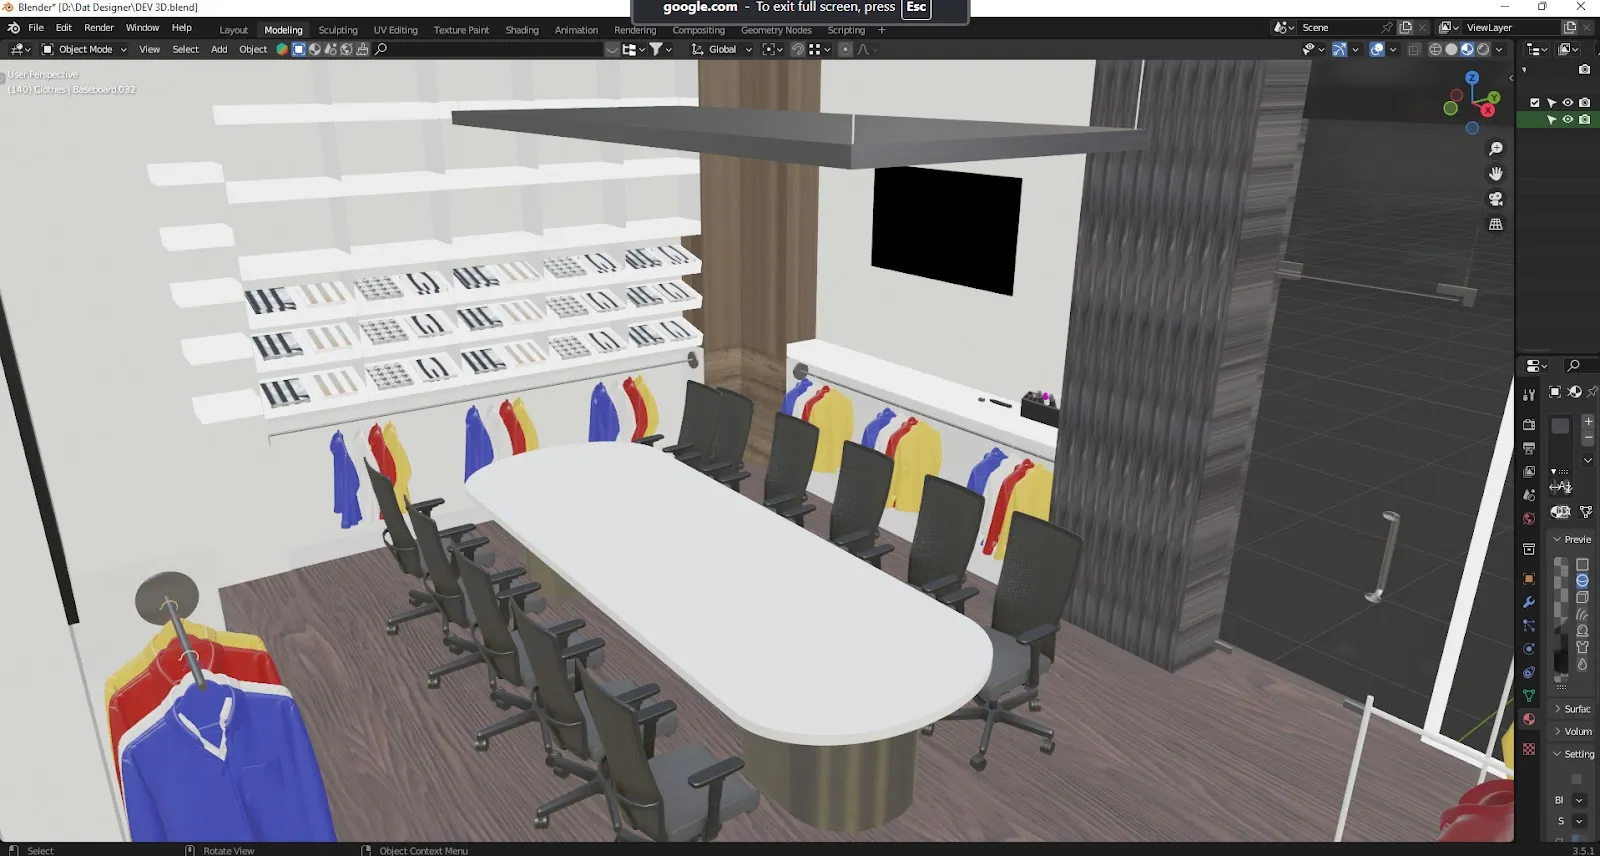 Blender* [D:\Dat Designer\DEV 3D.blend]
google.com - To exit full screen, press Esc
File Edit Render Window Help
Layout Modeling Sculpting UV Editing Texture Paint Shading Animation Rendering Compositing Geometry Nodes Scripting +
Scene
ViewLayer
Object Mode View Select Add Object
Global
User Perspective
(140) Clothes | Baseboard.032
Z
Y
X
Previe
Surfac
Volum
Setting
Bl
S
Select
Rotate View
Object Context Menu
3.5.1